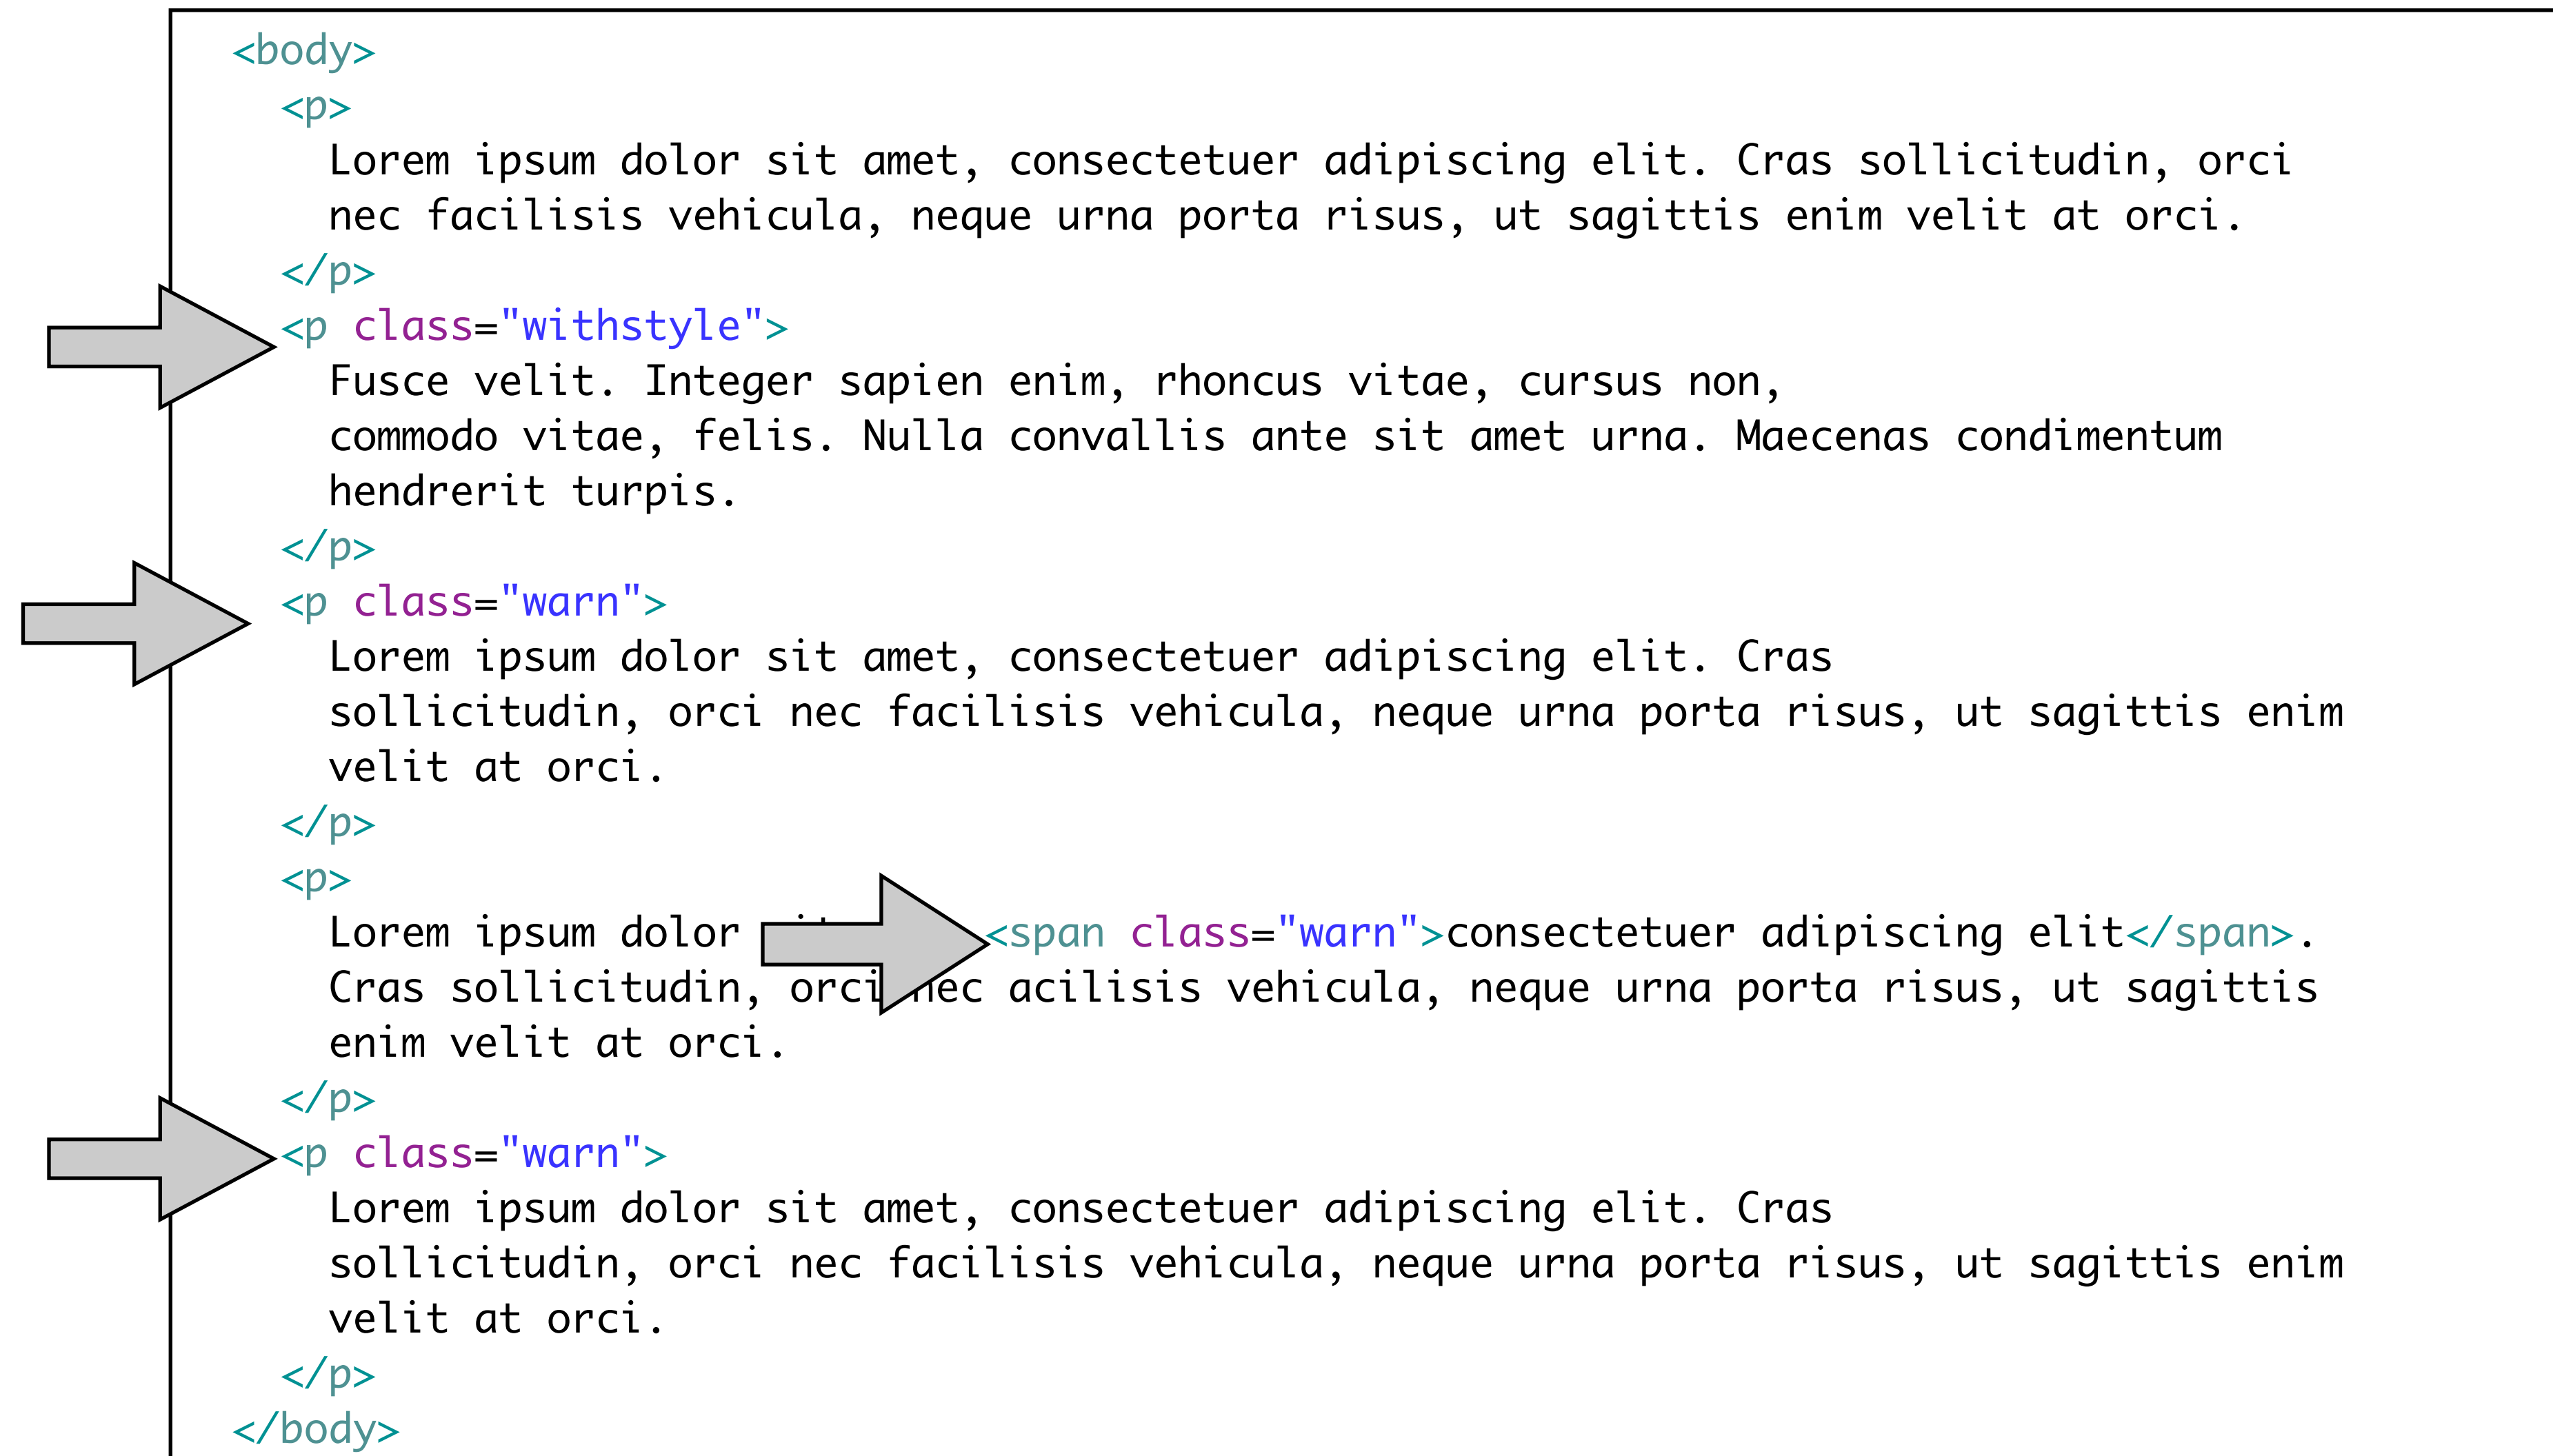 <body>
<p>
Lorem ipsum dolor sit amet, consectetuer adipiscing elit. Cras sollicitudin, orci
nec facilisis vehicula, neque urna porta risus, ut sagittis enim velit at orci.
</p>
<p class="withstyle">
Fusce velit. Integer sapien enim, rhoncus vitae, cursus non,
commodo vitae, felis. Nulla convallis ante sit amet urna. Maecenas condimentum
hendrerit turpis.
</p>
<p class="warn">
Lorem ipsum dolor sit amet, consectetuer adipiscing elit. Cras
sollicitudin, orci nec facilisis vehicula, neque urna porta risus, ut sagittis enim
velit at orci.
</p>
<p>
Lorem ipsum dolor <span class="warn">consectetuer adipiscing elit</span>.
Cras sollicitudin, orci nec acilisis vehicula, neque urna porta risus, ut sagittis
enim velit at orci.
</p>
<p class="warn">
Lorem ipsum dolor sit amet, consectetuer adipiscing elit. Cras
sollicitudin, orci nec facilisis vehicula, neque urna porta risus, ut sagittis enim
velit at orci.
</p>
</body>